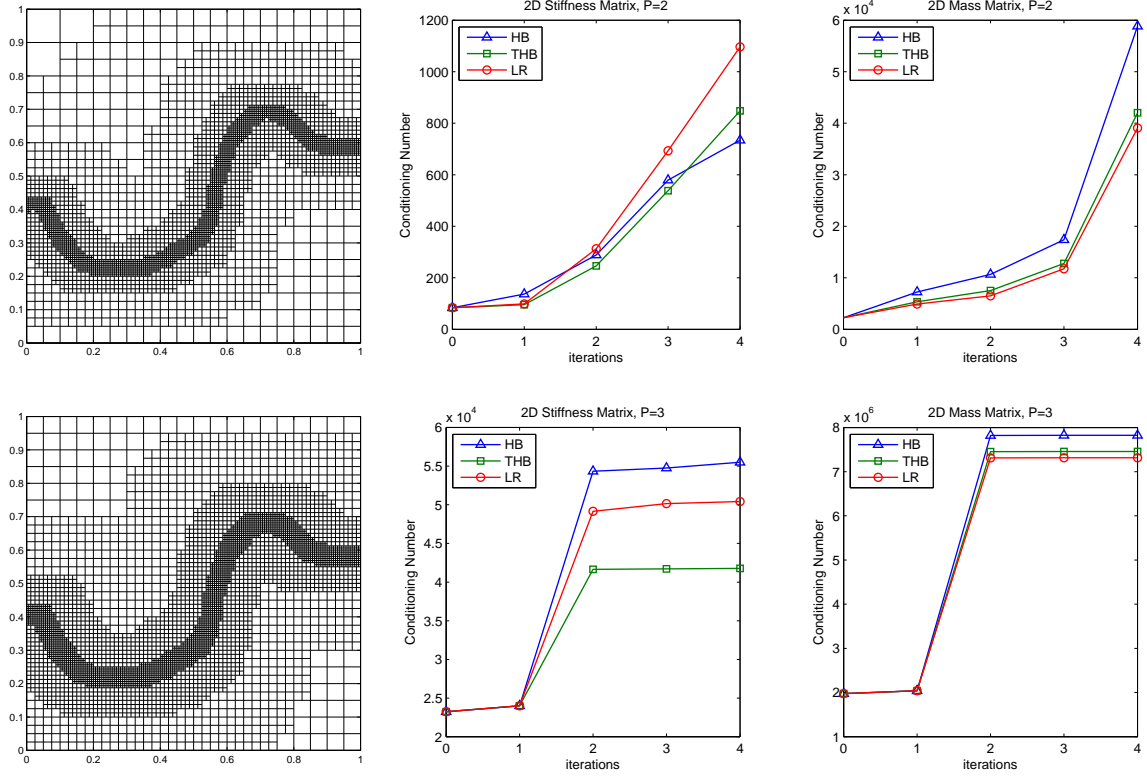 1
0.9
0.8
0.7
0.6
0.5
0.4
0.3
0.2
0.1
0
0 0.2 0.4 0.6 0.8 1
2D Stiffness Matrix, P=2
HB
THB
LR
Conditioning Number
1200
1000
800
600
400
200
0
0 1 2 3 4
iterations
x 10⁴
2D Mass Matrix, P=2
HB
THB
LR
Conditioning Number
6
5
4
3
2
1
0
0 1 2 3 4
iterations
1
0.9
0.8
0.7
0.6
0.5
0.4
0.3
0.2
0.1
0
0 0.2 0.4 0.6 0.8 1
x 10⁴
2D Stiffness Matrix, P=3
HB
THB
LR
Conditioning Number
6
5.5
5
4.5
4
3.5
3
2.5
2
0 1 2 3 4
iterations
x 10⁶
2D Mass Matrix, P=3
HB
THB
LR
Conditioning Number
8
7
6
5
4
3
2
1
0 1 2 3 4
iterations